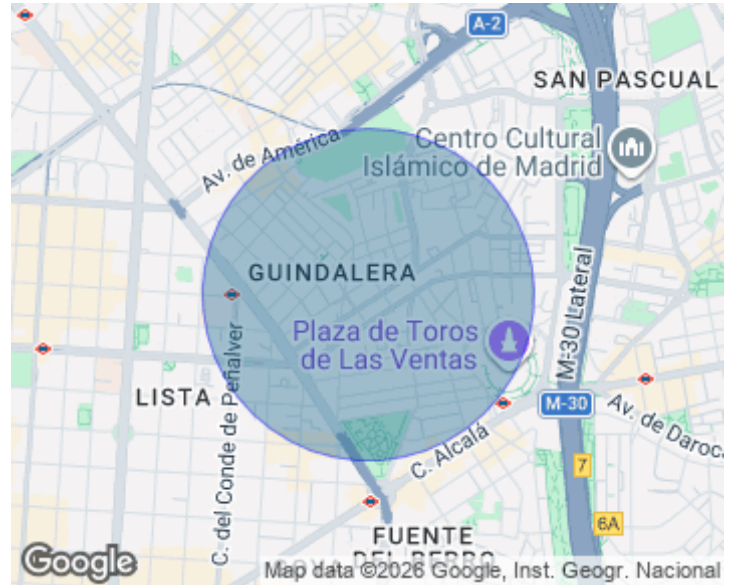 A-2
SAN PASCUAL
Av. de América
Centro Cultural
Islámico de Madrid
GUINDALERA
M-30 Lateral
Plaza de Toros
de Las Ventas
C. del Conde de Peñalver
LISTA
M-30
Av. de Daroca
C. Alcalá
7
6A
FUENTE
DEL BERRO
Google
Map data ©2026 Google, Inst. Geogr. Nacional